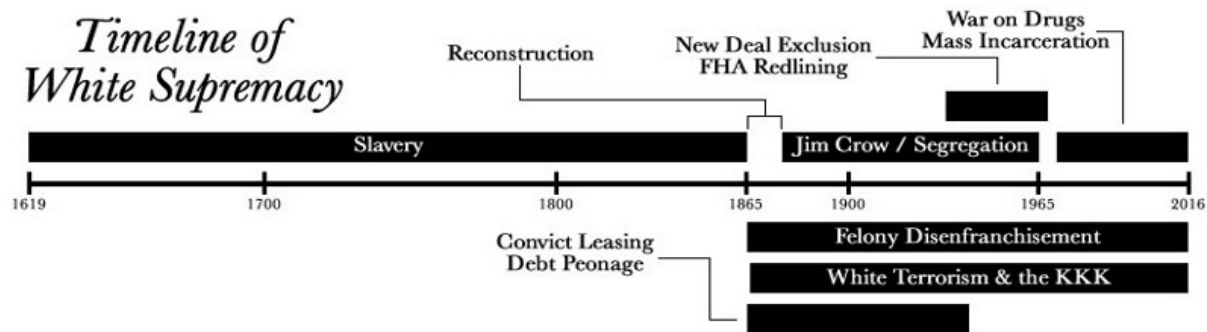 Timeline of
White Supremacy
Reconstruction
New Deal Exclusion
FHA Redlining
War on Drugs
Mass Incarceration
Slavery
Jim Crow / Segregation
1619
1700
1800
1865
1900
1965
2016
Convict Leasing
Debt Peonage
Felony Disenfranchisement
White Terrorism & the KKK